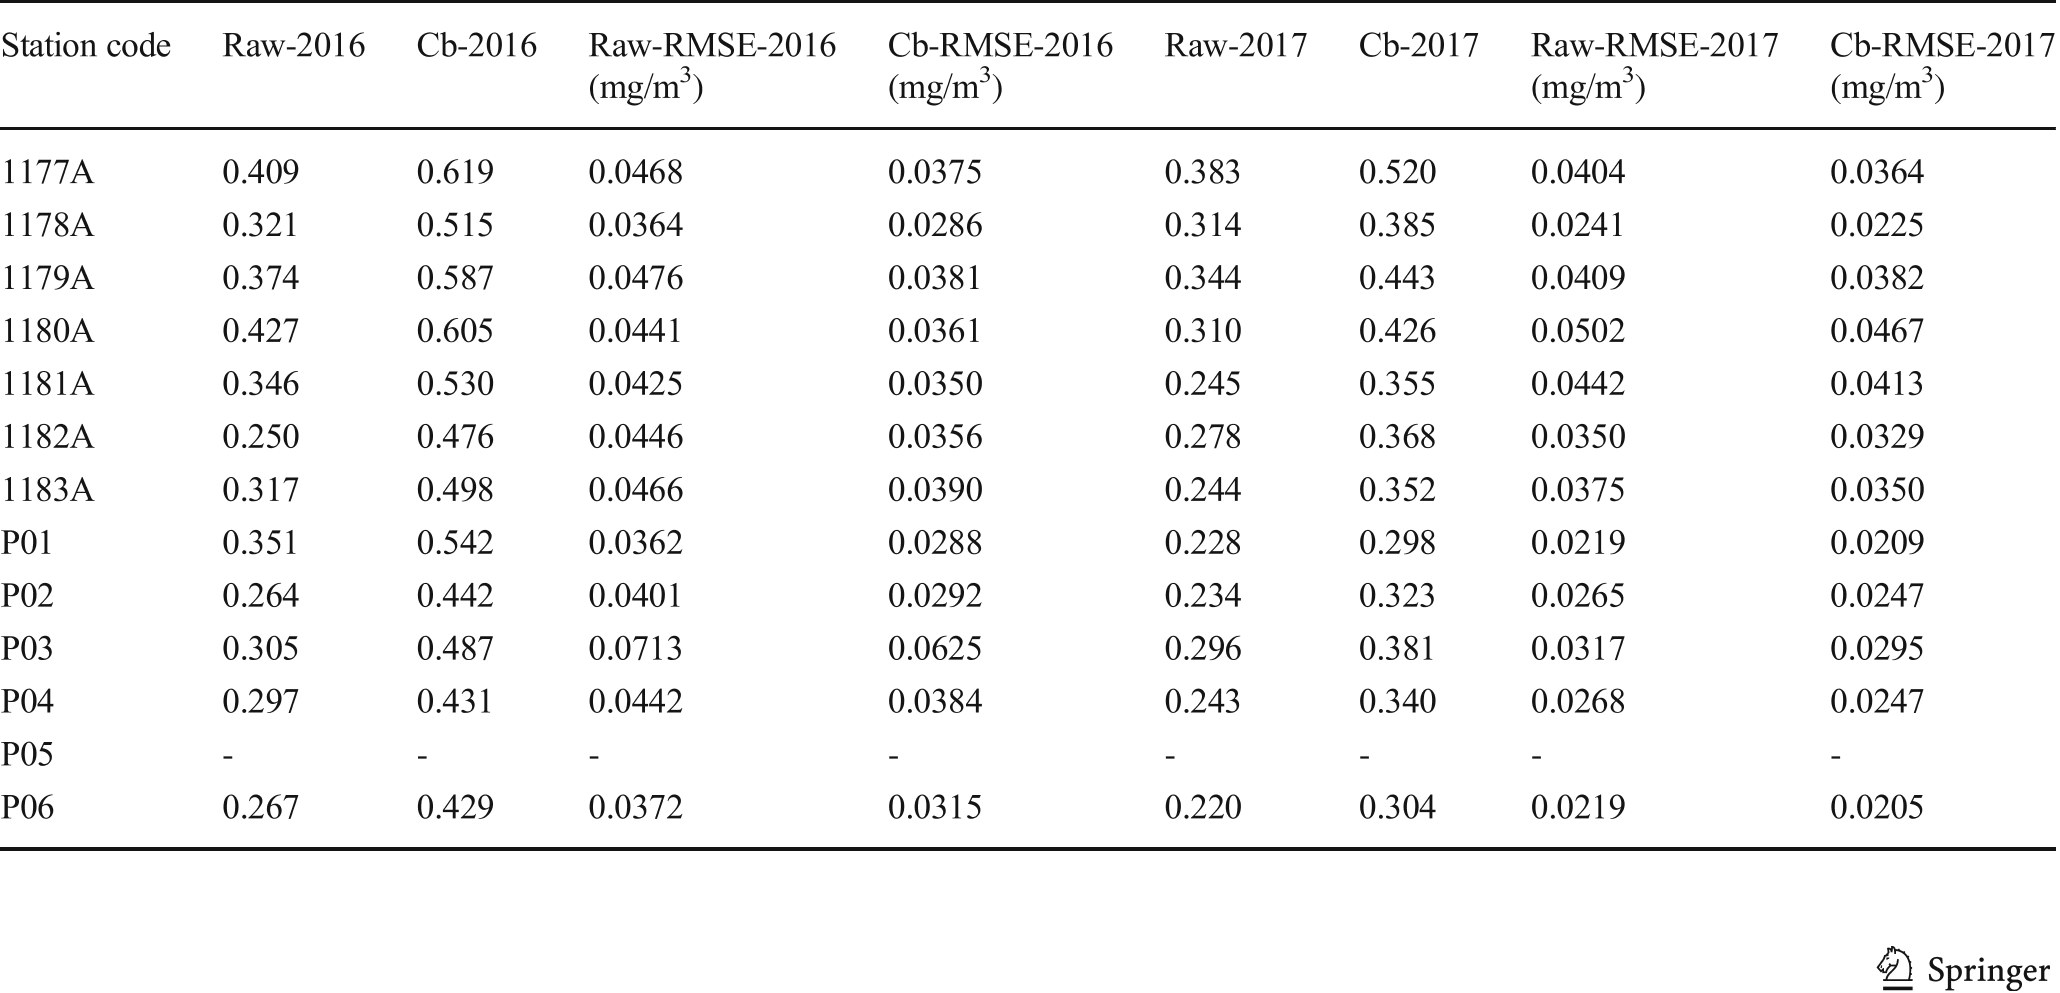 Station code Raw-2016 Cb-2016 Raw-RMSE-2016 (mg/m³) Cb-RMSE-2016 (mg/m³) Raw-2017 Cb-2017 Raw-RMSE-2017 (mg/m³) Cb-RMSE-2017 (mg/m³)
1177A 0.409 0.619 0.0468 0.0375 0.383 0.520 0.0404 0.0364
1178A 0.321 0.515 0.0364 0.0286 0.314 0.385 0.0241 0.0225
1179A 0.374 0.587 0.0476 0.0381 0.344 0.443 0.0409 0.0382
1180A 0.427 0.605 0.0441 0.0361 0.310 0.426 0.0502 0.0467
1181A 0.346 0.530 0.0425 0.0350 0.245 0.355 0.0442 0.0413
1182A 0.250 0.476 0.0446 0.0356 0.278 0.368 0.0350 0.0329
1183A 0.317 0.498 0.0466 0.0390 0.244 0.352 0.0375 0.0350
P01 0.351 0.542 0.0362 0.0288 0.228 0.298 0.0219 0.0209
P02 0.264 0.442 0.0401 0.0292 0.234 0.323 0.0265 0.0247
P03 0.305 0.487 0.0713 0.0625 0.296 0.381 0.0317 0.0295
P04 0.297 0.431 0.0442 0.0384 0.243 0.340 0.0268 0.0247
P05 - - - - - - - -
P06 0.267 0.429 0.0372 0.0315 0.220 0.304 0.0219 0.0205
Springer